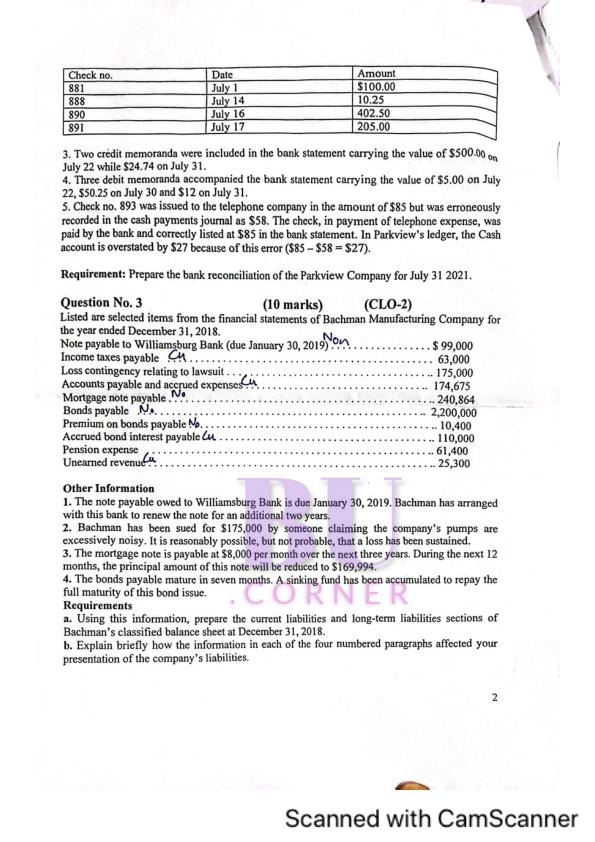 Check no. Date Amount
881 July 1 $100.00
888 July 14 10.25
890 July 16 402.50
891 July 17 205.00
3. Two credit memoranda were included in the bank statement carrying the value of $500.00 on
July 22 while $24.74 on July 31.
4. Three debit memoranda accompanied the bank statement carrying the value of $5.00 on July
22, $50.25 on July 30 and $12 on July 31.
5. Check no. 893 was issued to the telephone company in the amount of $85 but was erroneously
recorded in the cash payments journal as $58. The check, in payment of telephone expense, was
paid by the bank and correctly listed at $85 in the bank statement. In Parkview's ledger, the Cash
account is overstated by $27 because of this error ($85 – $58 = $27).
Requirement: Prepare the bank reconciliation of the Parkview Company for July 31 2021.
Question No. 3 (10 marks) (CLO-2)
Listed are selected items from the financial statements of Bachman Manufacturing Company for
the year ended December 31, 2018.
Note payable to Williamsburg Bank (due January 30, 2019) Non . . . . . . . . . . . . . . . $ 99,000
Income taxes payable Cu . . . . . . . . . . . . . . . . . . . . . . . . . . . . . . . . . . . . . . . . 63,000
Loss contingency relating to lawsuit . . . . . . . . . . . . . . . . . . . . . . . . . . . . . . . . . 175,000
Accounts payable and accrued expenses Cu . . . . . . . . . . . . . . . . . . . . . . . . . . . . 174,675
Mortgage note payable No . . . . . . . . . . . . . . . . . . . . . . . . . . . . . . . . . . . . . . . 240,864
Bonds payable No . . . . . . . . . . . . . . . . . . . . . . . . . . . . . . . . . . . . . . . . . . . . 2,200,000
Premium on bonds payable No . . . . . . . . . . . . . . . . . . . . . . . . . . . . . . . . . . . . 10,400
Accrued bond interest payable Cu . . . . . . . . . . . . . . . . . . . . . . . . . . . . . . . . . . 110,000
Pension expense . . . . . . . . . . . . . . . . . . . . . . . . . . . . . . . . . . . . . . . . . . . . . . 61,400
Unearned revenue Cu . . . . . . . . . . . . . . . . . . . . . . . . . . . . . . . . . . . . . . . . . . 25,300
Other Information
1. The note payable owed to Williamsburg Bank is due January 30, 2019. Bachman has arranged
with this bank to renew the note for an additional two years.
2. Bachman has been sued for $175,000 by someone claiming the company's pumps are
excessively noisy. It is reasonably possible, but not probable, that a loss has been sustained.
3. The mortgage note is payable at $8,000 per month over the next three years. During the next 12
months, the principal amount of this note will be reduced to $169,994.
4. The bonds payable mature in seven months. A sinking fund has been accumulated to repay the
full maturity of this bond issue.
BU
.CORNER
Requirements
a. Using this information, prepare the current liabilities and long-term liabilities sections of
Bachman's classified balance sheet at December 31, 2018.
b. Explain briefly how the information in each of the four numbered paragraphs affected your
presentation of the company's liabilities.
2
Scanned with CamScanner